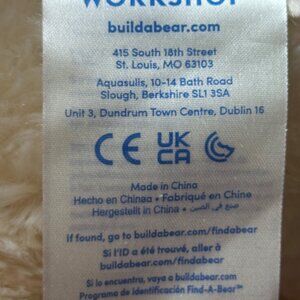 WORKSHOP
buildabear.com
415 South 18th Street
St. Louis, MO 63103
Aquasulis, 10-14 Bath Road
Slough, Berkshire SL1 3SA
Unit 3, Dundrum Town Centre, Dublin 16
CE UK
CA
Made in China
Hecho en Chinea • Fabriqué en Chine
Hergestellt in China • صنع في الصين
If found, go to buildabear.com/findabear
Si l'ID a été trouvé, aller à
buildabear.com/findabear
Si lo encuentra, vaya a buildabear.com
Programa de identificación Find-A-Bear™